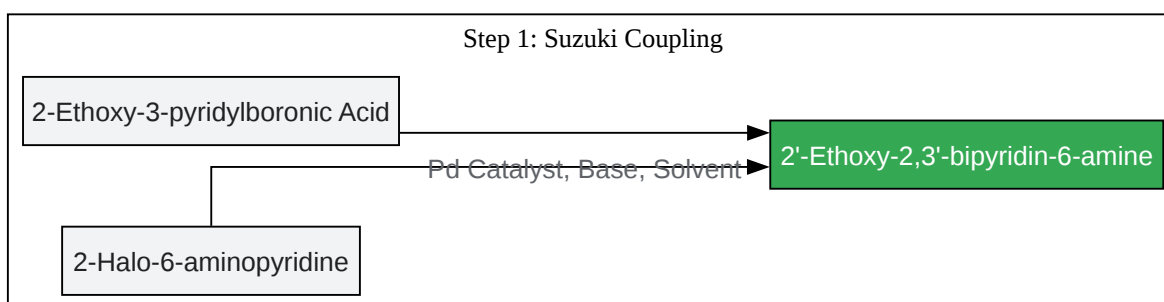 Step 1: Suzuki Coupling
2-Ethoxy-3-pyridylboronic Acid
2'-Ethoxy-2,3'-bipyridin-6-amine
Pd Catalyst, Base, Solvent
2-Halo-6-aminopyridine